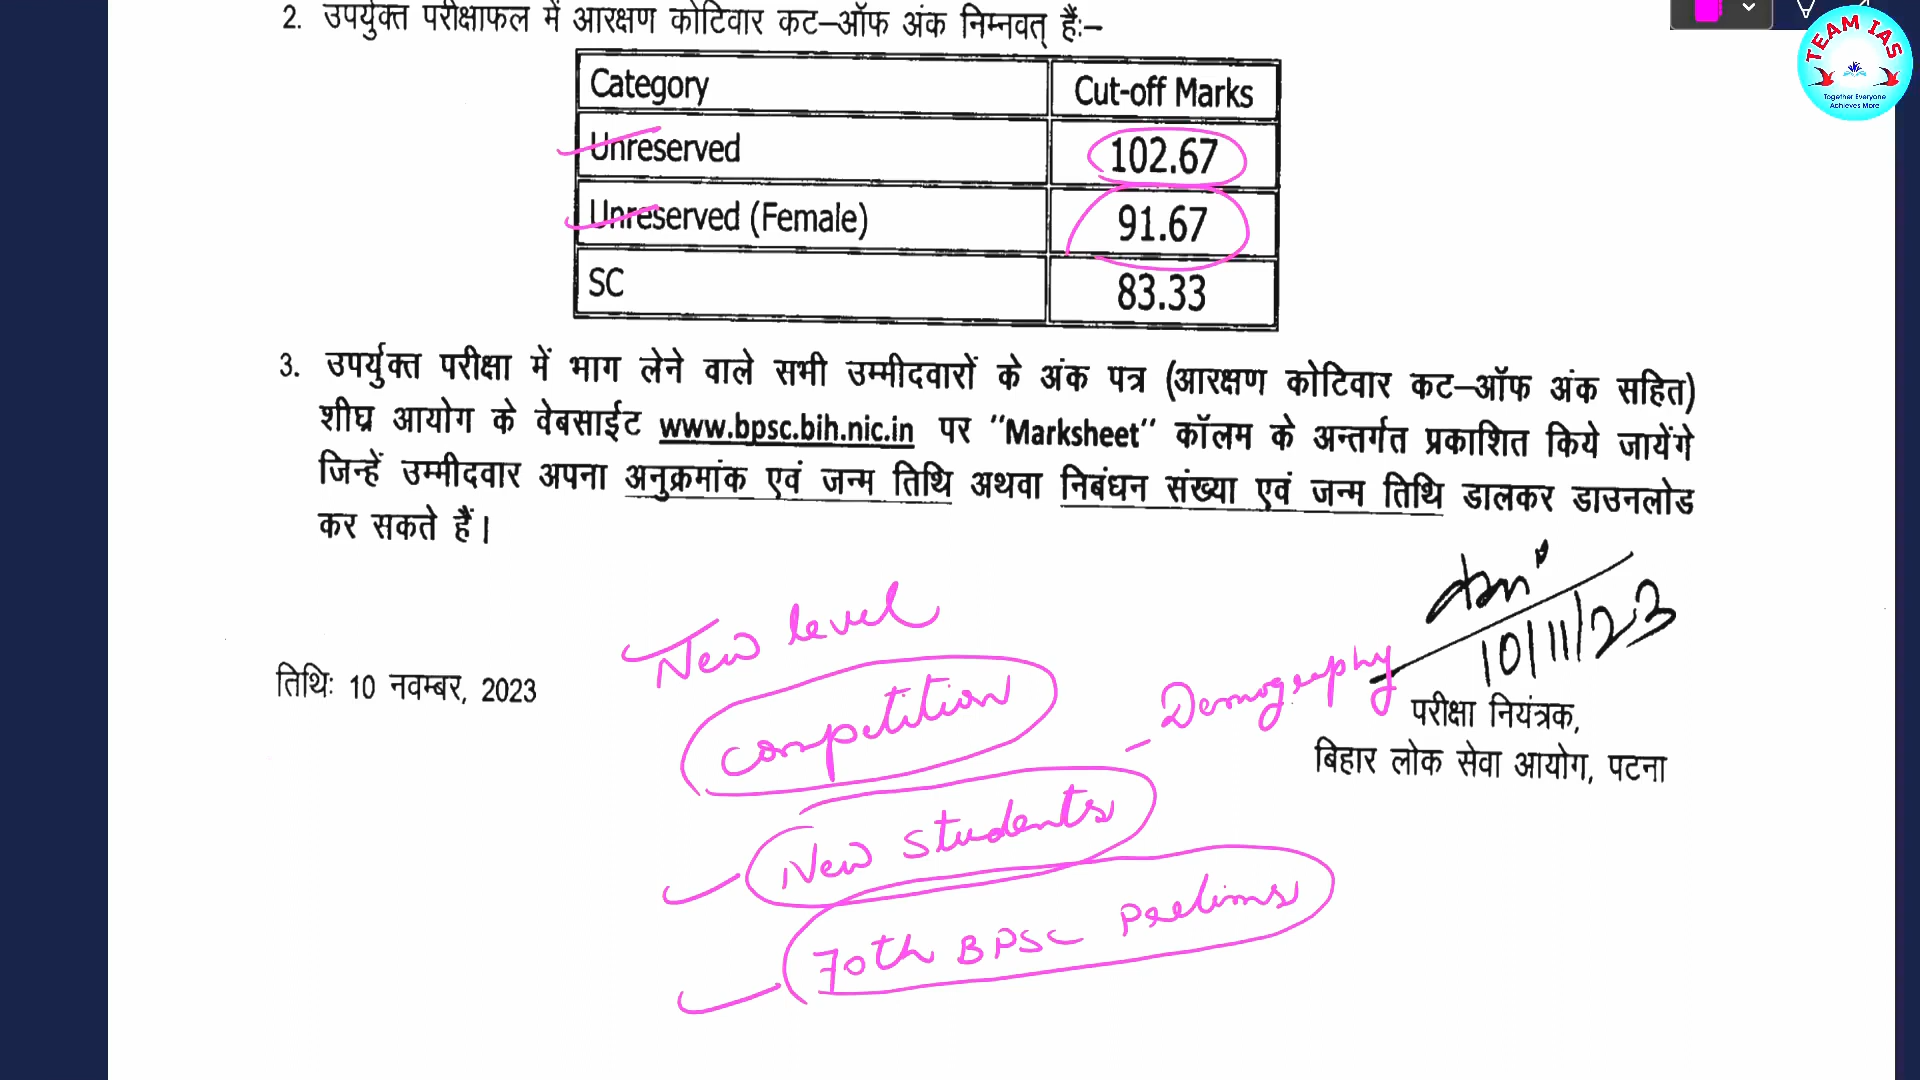 2. उपर्युक्त परीक्षाफल में आरक्षण कोटिवार कट–ऑफ अंक निम्नवत् हैंः–
Category Cut-off Marks
Unreserved 102.67
Unreserved (Female) 91.67
SC 83.33
3. उपर्युक्त परीक्षा में भाग लेने वाले सभी उम्मीदवारों के अंक पत्र (आरक्षण कोटिवार कट–ऑफ अंक सहित)
शीघ्र आयोग के वेबसाईट www.bpsc.bih.nic.in पर "Marksheet" कॉलम के अन्तर्गत प्रकाशित किये जायेंगे
जिन्हें उम्मीदवार अपना अनुक्रमांक एवं जन्म तिथि अथवा निबंधन संख्या एवं जन्म तिथि डालकर डाउनलोड
कर सकते हैं।
10/11/23
तिथिः 10 नवम्बर, 2023
परीक्षा नियंत्रक,
बिहार लोक सेवा आयोग, पटना
New level
competition
- Demography
New Students
70th BPSC Prelims
TEAM IAS
Together Everyone
Achieves More